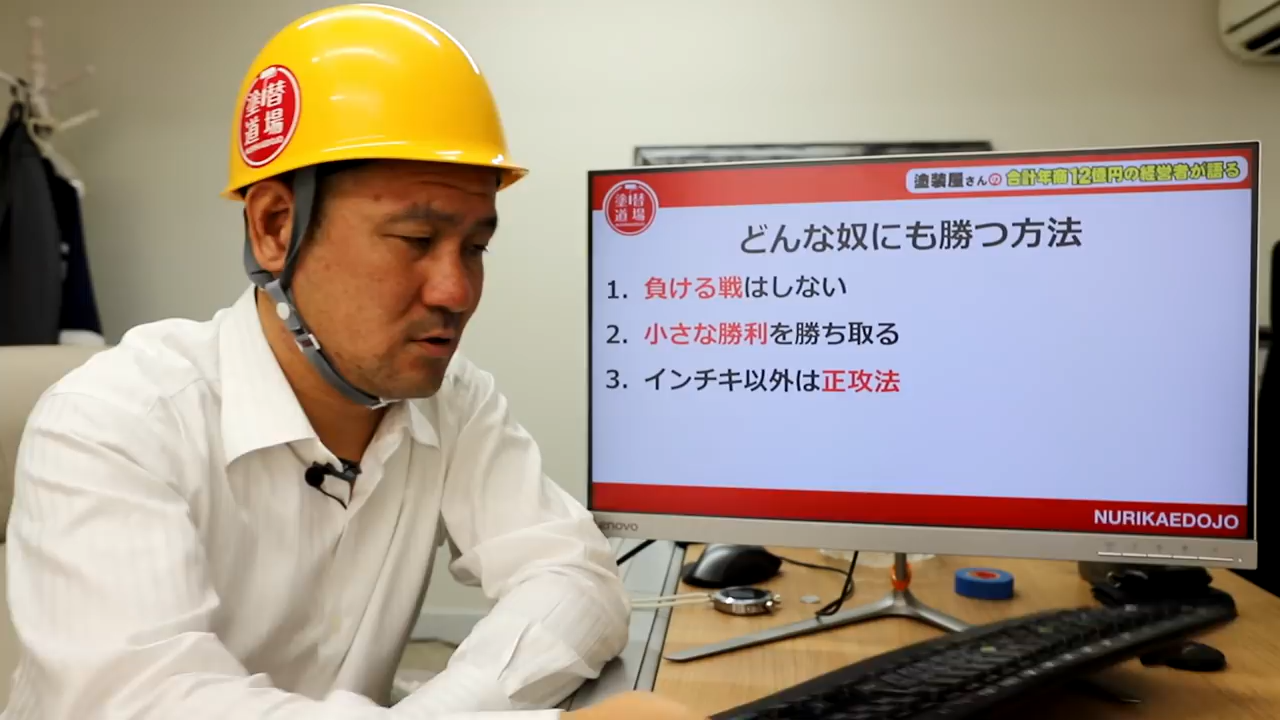 塗替
道場
塗装屋さんの 合計年商12億円の経営者が語る
塗替
道場
どんな奴にも勝つ方法
1. 負ける戦はしない
2. 小さな勝利を勝ち取る
3. インチキ以外は正攻法
NURIKAEDOJO
lenovo